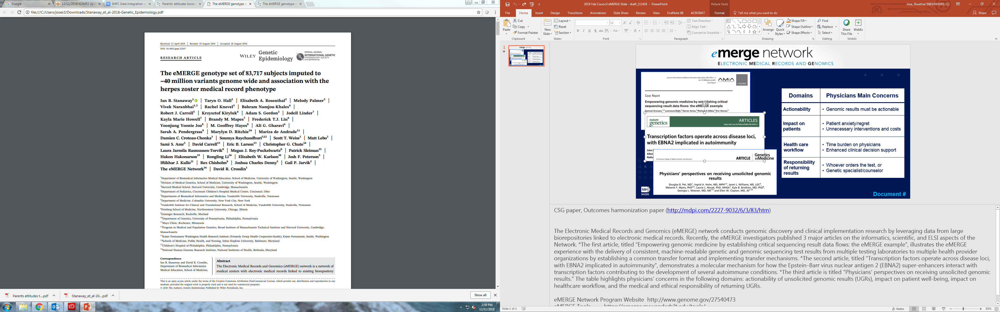 Google
12/11/2018 KOMP2 Upd
IMPC Data Integration w
Parents' attitudes toward
The eMERGE genotype s
The eMERGE genotype s
file:///C:/Users/joses3/Downloads/Stanaway_et_al-2018-Genetic_Epidemiology.pdf
Received: 12 April 2018 | Revised: 10 August 2018 | Accepted: 28 August 2018
DOI: 10.1002/gepi.22167
RESEARCH ARTICLE
WILEY
Genetic
Epidemiology
OFFICIAL JOURNAL
INTERNATIONAL GENETIC
EPIDEMIOLOGY SOCIETY
www.geneticepi.org
The eMERGE genotype set of 83,717 subjects imputed to
~40 million variants genome wide and association with the
herpes zoster medical record phenotype
Ian B. Stanaway1 | Taryn O. Hall1 | Elisabeth A. Rosenthal2 | Melody Palmer2 |
Vivek Naranbhai1,3 | Rachel Knevel3 | Bahram Namjou-Khales4 |
Robert J. Carroll5 | Krzysztof Kiryluk6 | Adam S. Gordon2 | Jodell Linder7 |
Kayla Marie Howell7 | Brandy M. Mapes7 | Frederick T.J. Lin8 |
Yoonjung Yoonie Joo8 | M. Geoffrey Hayes8 | Ali G. Gharavi6 |
Sarah A. Pendergrass9 | Marylyn D. Ritchie10 | Mariza de Andrade11 |
Damien C. Croteau-Chonka3 | Soumya Raychaudhuri3,12 | Scott T. Weiss3 | Matt Lebo3 |
Sami S. Amr3 | David Carrell13 | Eric B. Larson13 | Christopher G. Chute14 |
Laura Jarmila Rasmussen-Torvik8 | Megan J. Roy-Puckelwartz8 | Patrick Sleiman15 |
Hakon Hakonarson15 | Rongling Li16 | Elizabeth W. Karlson10 | Josh F. Peterson5 |
Iftikhar J. Kullo11 | Rex Chisholm8 | Joshua Charles Denny5 | Gail P. Jarvik2 |
The eMERGE Network16 | David R. Crosslin1
1Department of Biomedical Informatics Medical Education, School of Medicine, University of Washington, Seattle, Washington
2Division of Medical Genetics, School of Medicine, University of Washington, Seattle, Washington
3Harvard Medical School, Harvard University, Cambridge, Massachusetts
4Department of Pediatrics, Cincinnati Children's Hospital Medical Center, Cincinnati, Ohio
5Departments of Biomedical Informatics and Medicine, Vanderbilt University, Nashville, Tennessee
6Department of Medicine, Columbia University, New York City, New York
7Vanderbilt Institute for Clinical and Translational Research, School of Medicine, Vanderbilt University, Nashville, Tennessee
8Feinberg School of Medicine, Northwestern University, Chicago, Illinois
9Geisinger Research, Rockville, Marland
10Department of Genetics, University of Pennsylvania, Philadelphia, Pennsylvania
11Mayo Clinic, Rochester, Minnesota
12Program in Medical and Population Genetics, Broad Institute of Massachusetts Technical Institute and Harvard University, Cambridge,
Massachusetts
13Kaiser Permanente Washington Health Research Institute (Formerly Group Health Cooperative-Seattle), Kaiser Permanente, Seattle, Washington
14Schools of Medicine, Public Health, and Nursing, Johns Hopkins University, Baltimore, Maryland
15Children's Hospital of Philadelphia, Philadelphia, Pennsylvania
16National Human Genome Research Institute, National Institutes of Health, Bethesda, Maryland
Correspondence
Ian B. Stanaway and David R. Crosslin,
Department of Biomedical Informatics
Medical Education, School of Medicine,
Abstract
The Electronic Medical Records and Genomics (eMERGE) network is a network of
medical centers with electronic medical records linked to existing biorepository
This is an open access article under the terms of the Creative Commons Attribution NonCommercial License, which permits use, distribution and reproduction in any
medium, provided the original work is properly cited and is not used for commercial purposes.
© 2018 The Authors. Genetic Epidemiology Published by Wiley Periodicals, Inc.
Parents attitudes t....pdf
Stanaway_et_al-20....pdf
Show all
2:59 PM
12/11/2018
2019 Feb Council eMERGE Slide - draft_111418 - PowerPoint
Picture Tools
Jose, Sheethal (NIH/NHGRI) [C]
File Home Insert Design Transitions Animations Slide Show Review View EndNote X8 ACROBAT Format Tell me what you want to do
Share
Paste
Cut
Copy
Format Painter
Clipboard
New
Slide
Layout
Reset
Section
Slides
12
Font
Text Direction
Align Text
Convert to SmartArt
Paragraph
Arrange
Quick
Styles
Shape Fill
Shape Outline
Shape Effects
Drawing
Find
Replace
Select
Editing
Share
This File
WebEx
WebEx
1
emerge network
ELECTRONIC MEDICAL RECORDS AND GENOMICS
A C G
Case Report
AMIA
OXFORD
Case Report
Empowering genomic medicine by establishing critical
sequencing result data flows: the eMERGE example
Samuel Aronson,1,2 Lawrence Babb,3 Darren Ames,4 Richard A Gibbs,5 Eric Venner,5
nature
genetics
ARTICLES
Transcription factors operate across disease loci,
with EBNA2 implicated in autoimmunity
John
Alber
Natha
© American College of Medical Genetics and Genomics
ARTICLE
Genetics
inMedicine
Physicians' perspectives on receiving unsolicited genomic
results
Douglas B. Pet, MD1, Ingrid A. Holm, MD, MPH2,3, Janet L. Williams, MS, LGC4,
Melanie F. Myers, PhD5,6, Laurie L. Novak, PhD, MHSA7, Kyle B. Brothers, MD, PhD8,
Georgia L. Wiesner, MD, MS7,9 and Ellen W. Clayton, MD, JD7,10
Domains
Physicians Main Concerns
Actionability
• Genomic results must be actionable
Impact on
patients
• Patient anxiety/regret
• Unnecessary interventions and costs
Health care
workflow
• Time burden on physicians
• Enhanced clinical decision support
Responsibility
of returning
results
• Whoever orders the test, or
• Genetic specialist/counselor
NIH
NHGRI
Document #
CSG paper, Outcomes harmonization paper (http://mdpi.com/2227-9032/6/3/83/htm)
The Electronic Medical Records and Genomics (eMERGE) network conducts genomic discovery and clinical implementation research by leveraging data from large
biorepositories linked to electronic medical records. Recently, the eMERGE investigators published 3 major articles on the informatics, scientific, and ELSI aspects of the
Network. *The first article, titled “Empowering genomic medicine by establishing critical sequencing result data flows: the eMERGE example”, illustrates the eMERGE
experience with the delivery of consistent, machine-readable genetic and genomic sequencing test results from multiple testing laboratories to multiple health provider
organizations by establishing a common transfer format and implementing transfer mechanisms. *The second article, titled “Transcription factors operate across disease loci,
with EBNA2 implicated in autoimmunity”, demonstrates a molecular mechanism for how the Epstein–Barr virus nuclear antigen 2 (EBNA2) super-enhancers interact with
transcription factors contributing to the development of several autoimmune conditions. *The third article is titled “Physicians' perspectives on receiving unsolicited genomic
results.” The table highlights physicians' concerns in the following domains: actionability of unsolicited genomic results (UGRs), impact on patient well-being, impact on
healthcare workflow, and the medical and ethical responsibility of returning UGRs.
eMERGE Network Program Website http://www.genome.gov/27540473
Slide 1 of 1
Notes
83%